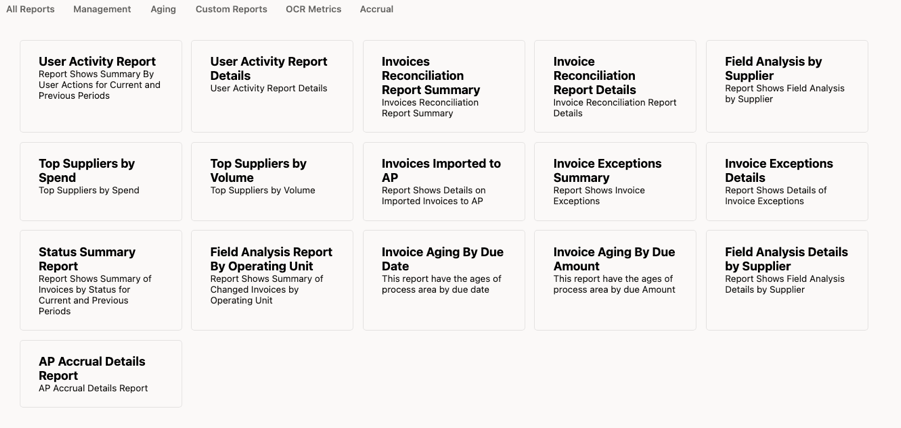 All Reports Management Aging Custom Reports OCR Metrics Accrual
User Activity Report
Report Shows Summary By
User Actions for Current and
Previous Periods
User Activity Report
Details
User Activity Report Details
Invoices
Reconciliation
Report Summary
Invoices Reconciliation
Report Summary
Invoice
Reconciliation
Report Details
Invoice Reconciliation Report
Details
Field Analysis by
Supplier
Report Shows Field Analysis
by Supplier
Top Suppliers by
Spend
Top Suppliers by Spend
Top Suppliers by
Volume
Top Suppliers by Volume
Invoices Imported to
AP
Report Shows Details on
Imported Invoices to AP
Invoice Exceptions
Summary
Report Shows Invoice
Exceptions
Invoice Exceptions
Details
Report Shows Details of
Invoice Exceptions
Status Summary
Report
Report Shows Summary of
Invoices by Status for
Current and Previous
Periods
Field Analysis Report
By Operating Unit
Report Shows Summary of
Changed Invoices by
Operating Unit
Invoice Aging By Due
Date
This report have the ages of
process area by due date
Invoice Aging By Due
Amount
This report have the ages of
process area by due Amount
Field Analysis Details
by Supplier
Report Shows Field Analysis
Details by Supplier
AP Accrual Details
Report
AP Accrual Details Report